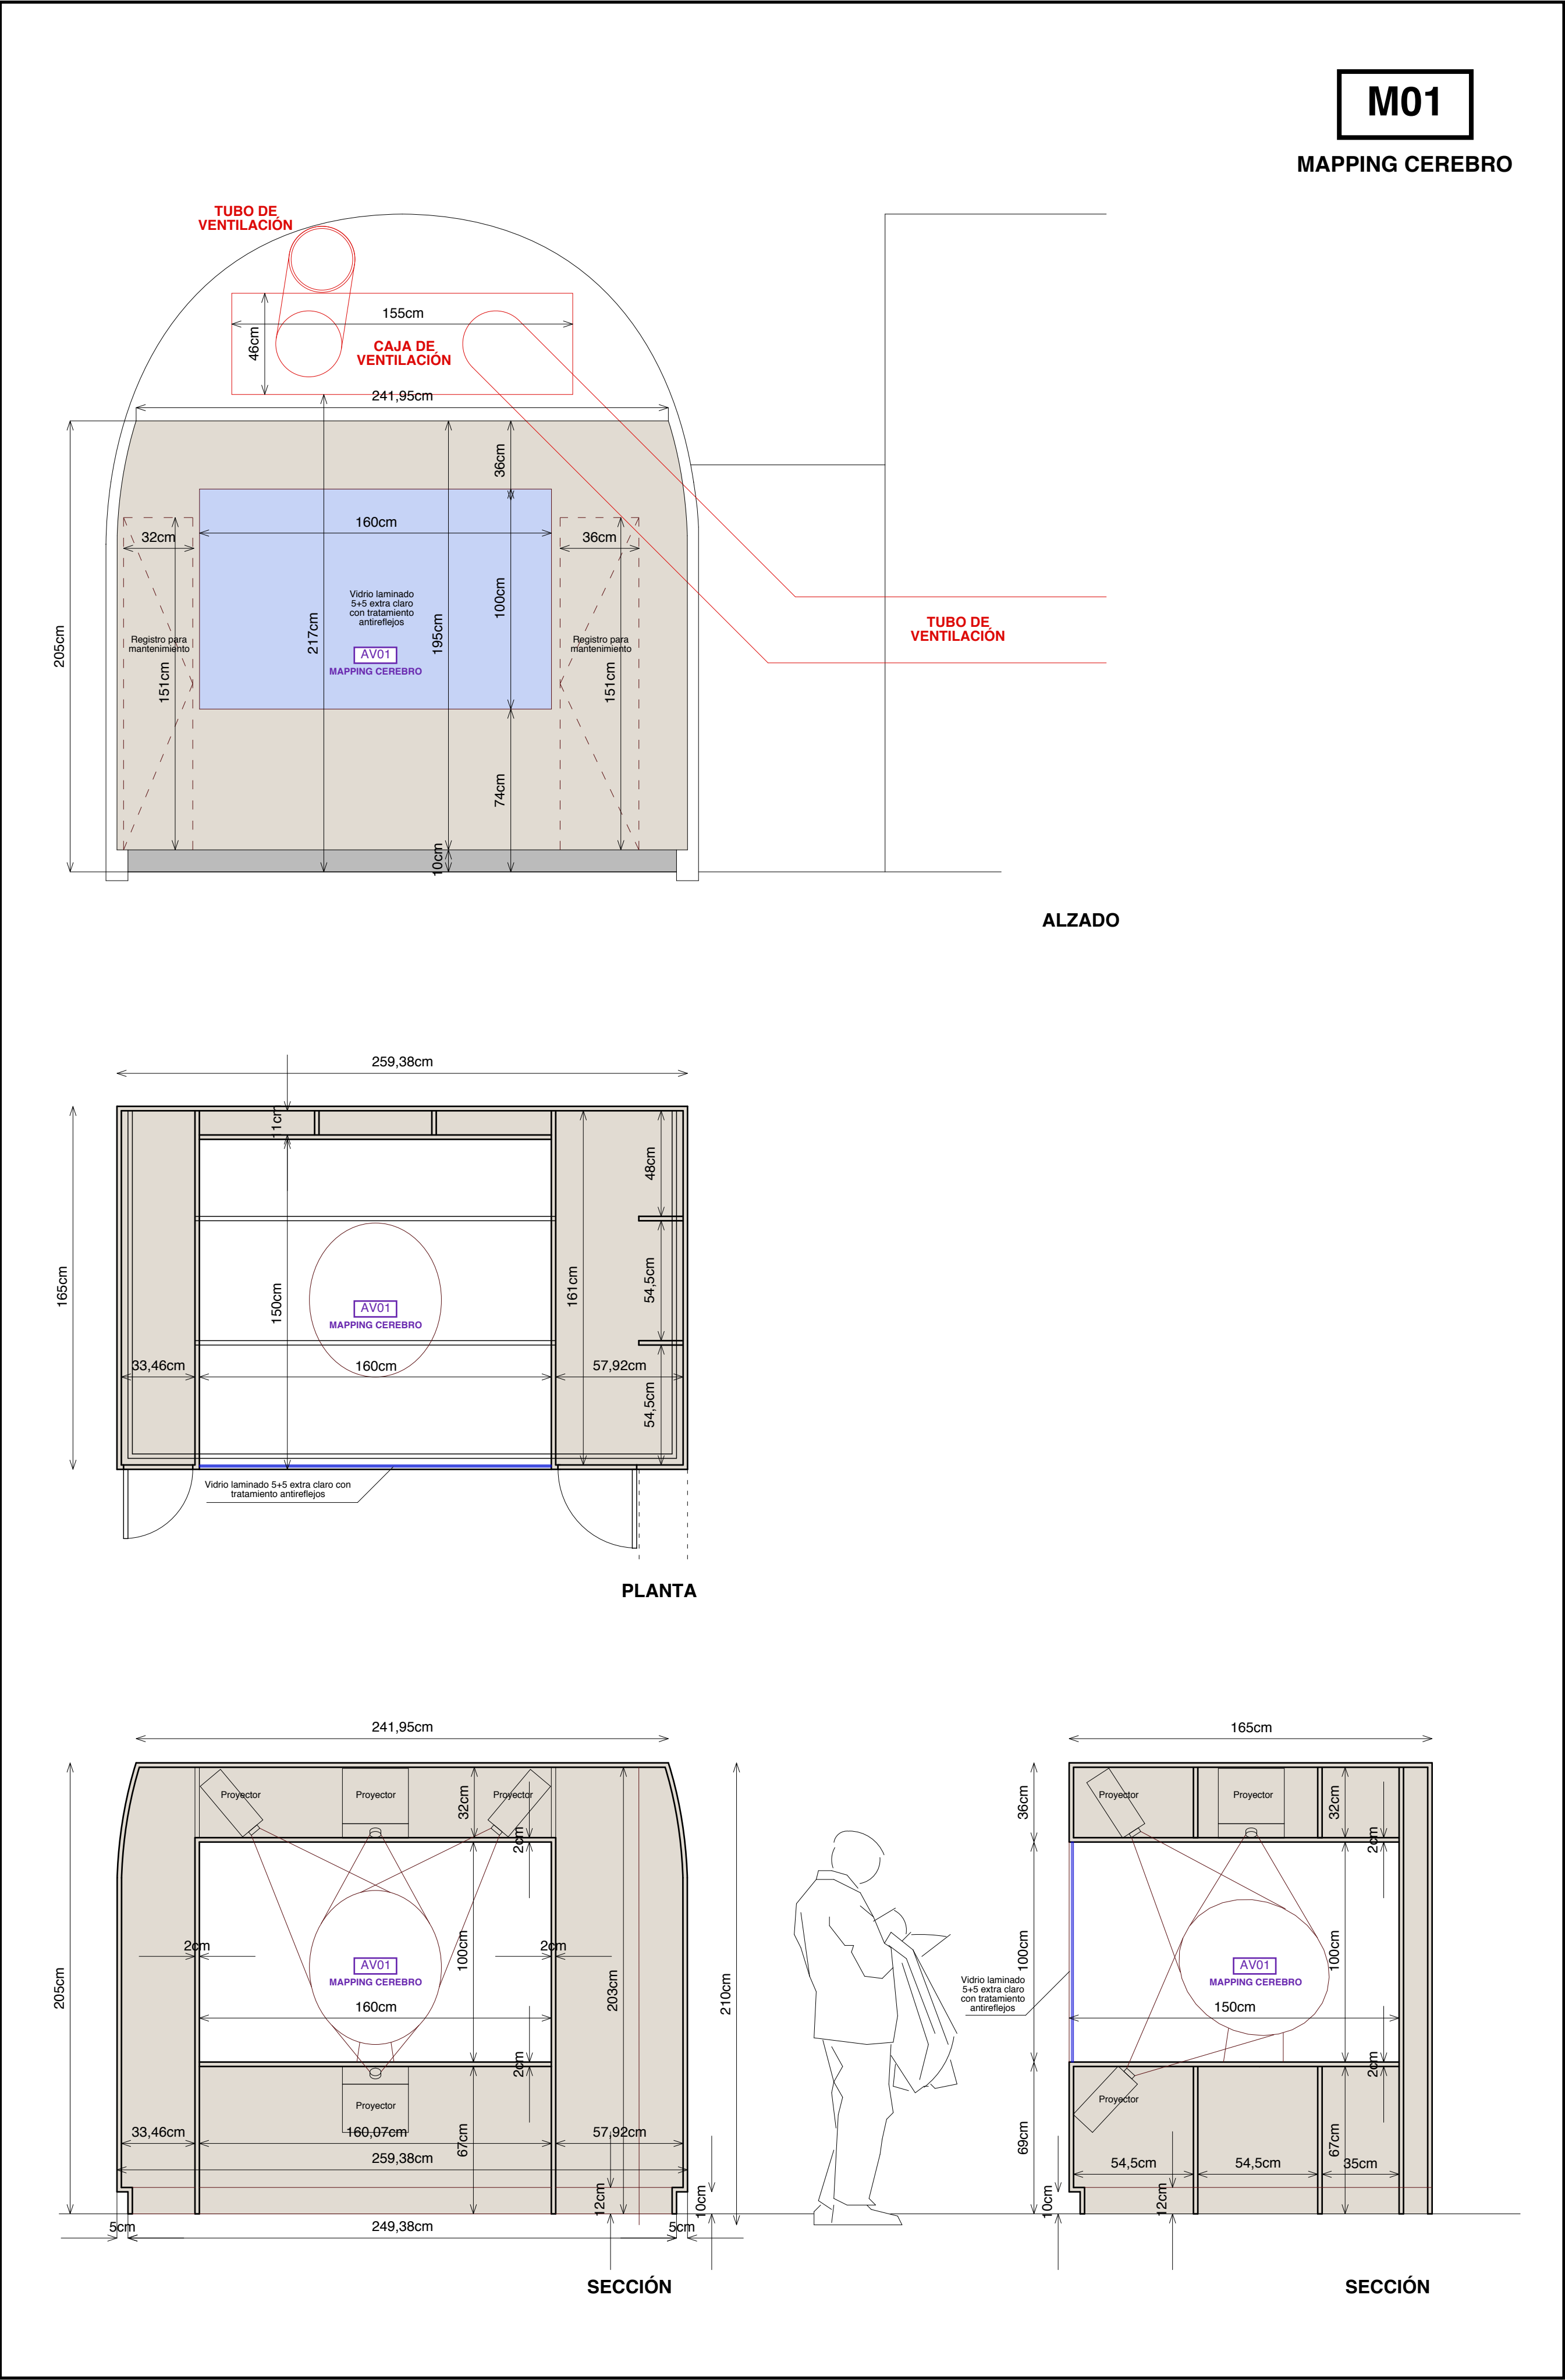 M01
MAPPING CEREBRO
TUBO DE
VENTILACIÓN
155cm
46cm
CAJA DE
VENTILACIÓN
241,95cm
36cm
160cm
32cm
36cm
Vidrio laminado
5+5 extra claro
con tratamiento
antireflejos
100cm
217cm
195cm
205cm
TUBO DE
VENTILACIÓN
Registro para
mantenimiento
Registro para
mantenimiento
AV01
MAPPING CEREBRO
151cm
151cm
74cm
10cm
ALZADO
259,38cm
11cm
48cm
165cm
150cm
161cm
54,5cm
AV01
MAPPING CEREBRO
33,46cm
160cm
57,92cm
54,5cm
Vidrio laminado 5+5 extra claro con
tratamiento antireflejos
PLANTA
241,95cm
Proyector
Proyector
Proyector
32cm
2cm
2cm
2cm
100cm
AV01
MAPPING CEREBRO
160cm
205cm
203cm
210cm
2cm
Proyector
33,46cm
160,07cm
57,92cm
67cm
259,38cm
12cm
10cm
5cm
249,38cm
5cm
SECCIÓN
165cm
36cm
Proyector
Proyector
32cm
2cm
100cm
100cm
AV01
MAPPING CEREBRO
Vidrio laminado
5+5 extra claro
con tratamiento
antireflejos
150cm
2cm
Proyector
69cm
67cm
54,5cm
54,5cm
35cm
10cm
12cm
SECCIÓN